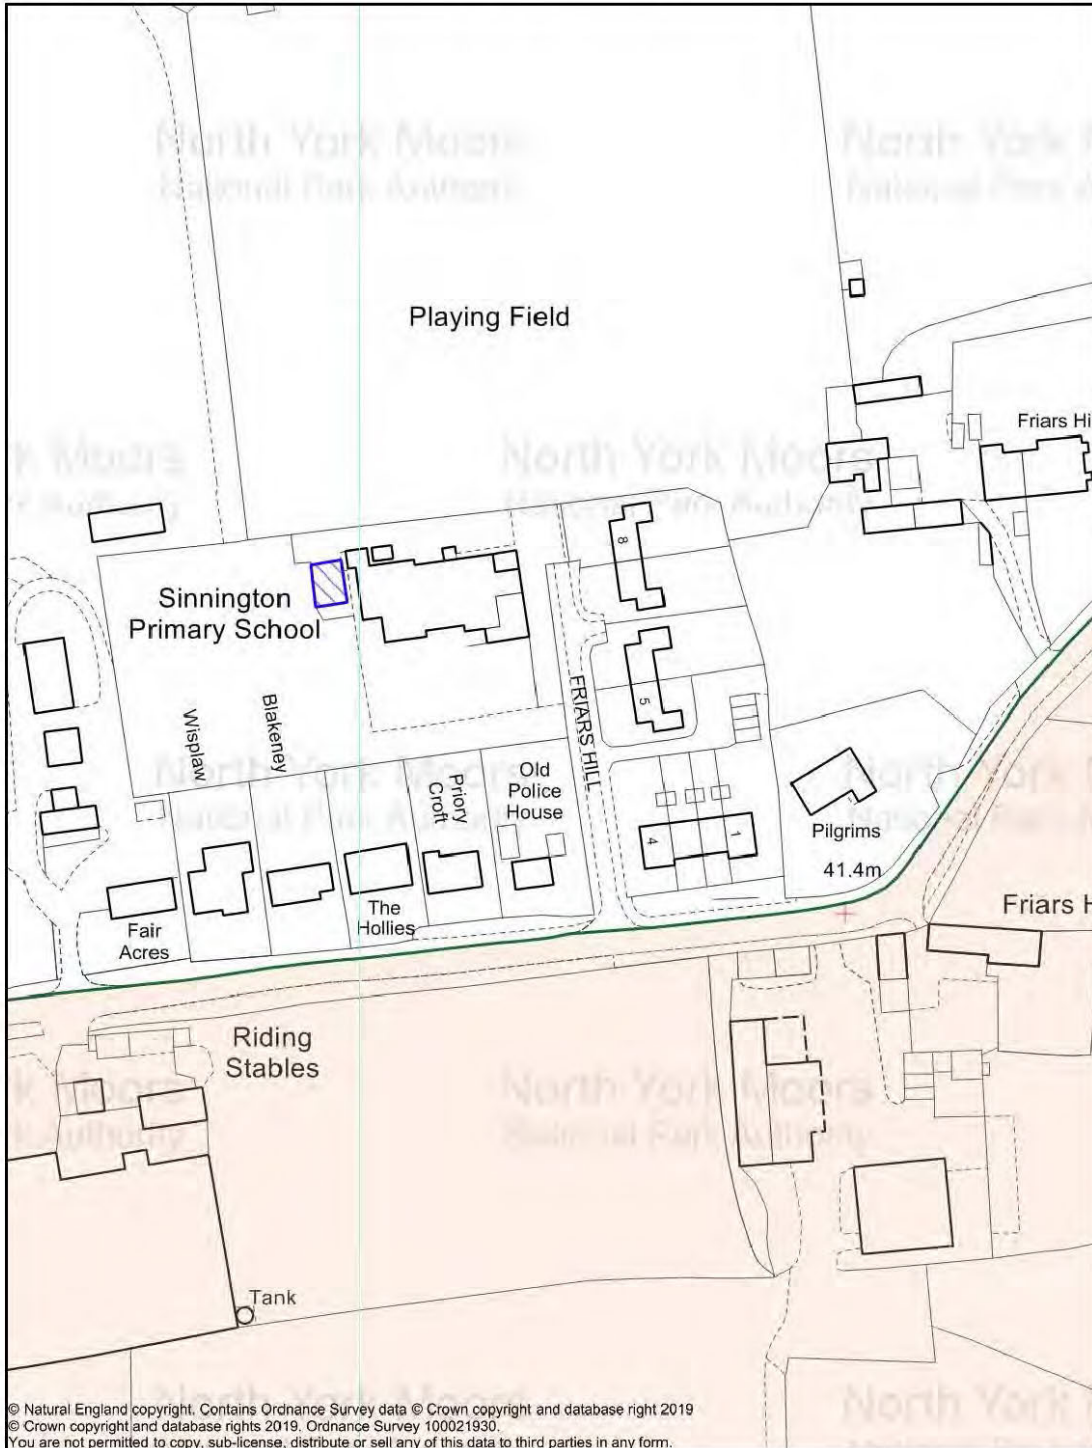 North York Moors
National Park Authority
North York
National Park
Playing Field
Friars Hi
k Moors
k Authority
North York Moors
National Park Authority
8
Sinnington
Primary School
5
FRIARS HILL
Wisplaw
Blakeney
North York Moors
National Park Authority
Old
Police
House
Priory
Croft
North York
National Park
4
1
Pilgrims
41.4m
The
Hollies
Fair
Acres
Friars H
Riding
Stables
k Moors
k Authority
North York Moors
National Park Authority
Tank
North York Moors
North York
© Natural England copyright. Contains Ordnance Survey data © Crown copyright and database right 2019
© Crown copyright and database rights 2019. Ordnance Survey 100021930.
You are not permitted to copy, sub-license, distribute or sell any of this data to third parties in any form.